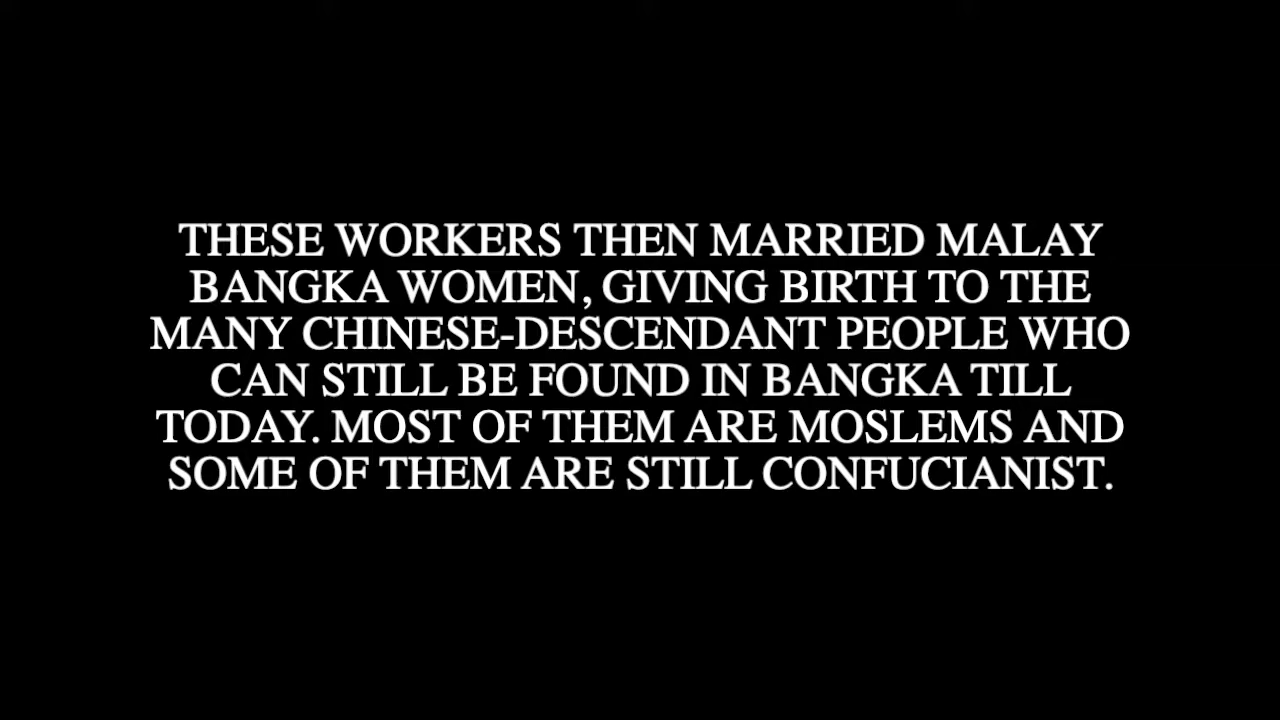 THESE WORKERS THEN MARRIED MALAY
BANGKA WOMEN, GIVING BIRTH TO THE
MANY CHINESE-DESCENDANT PEOPLE WHO
CAN STILL BE FOUND IN BANGKA TILL
TODAY. MOST OF THEM ARE MOSLEMS AND
SOME OF THEM ARE STILL CONFUCIANIST.